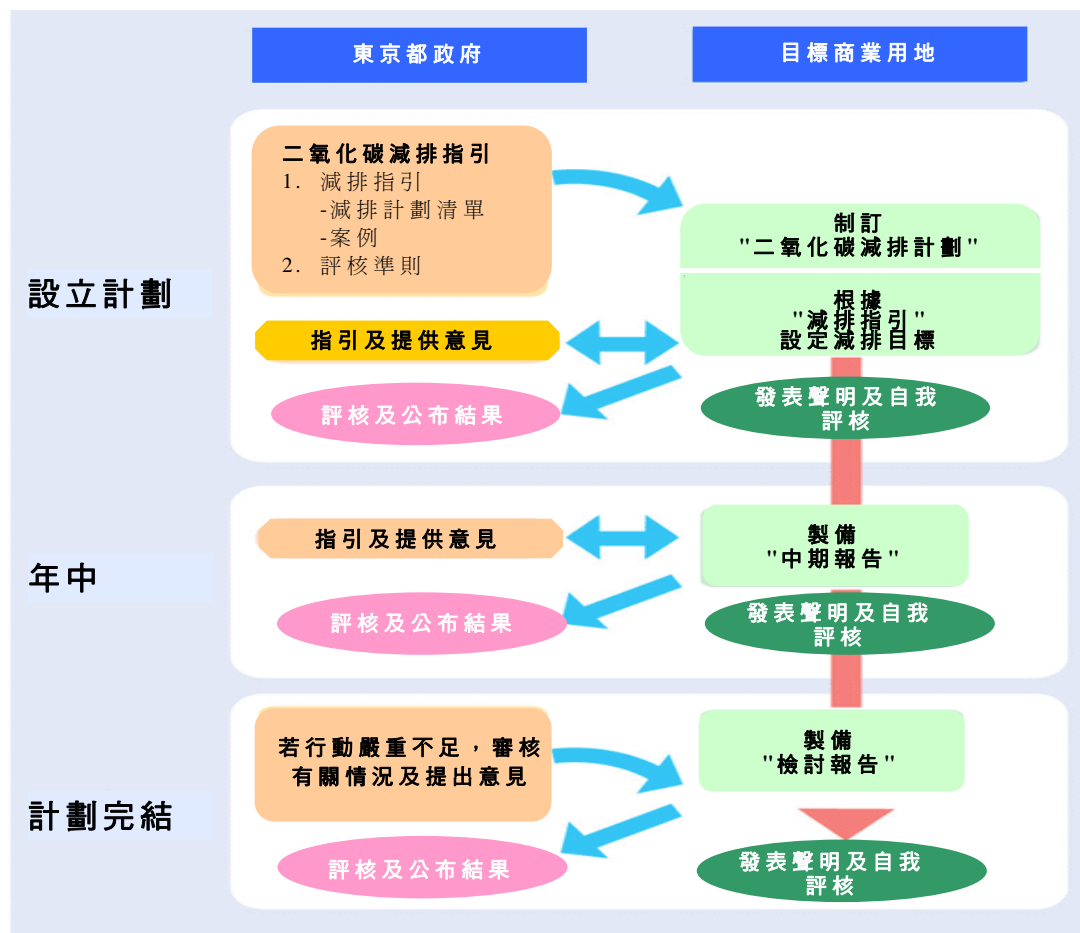 東京都政府
目標商業用地
設立計劃
二氧化碳減排指引
1. 減排指引
-減排計劃清單
-案例
2. 評核準則
制訂
"二氧化碳減排計劃"
根據
"減排指引"
設定減排目標
指引及提供意見
評核及公布結果
發表聲明及自我
評核
年中
指引及提供意見
製備
"中期報告"
評核及公布結果
發表聲明及自我
評核
計劃完結
若行動嚴重不足，審核
有關情況及提出意見
製備
"檢討報告"
評核及公布結果
發表聲明及自我
評核